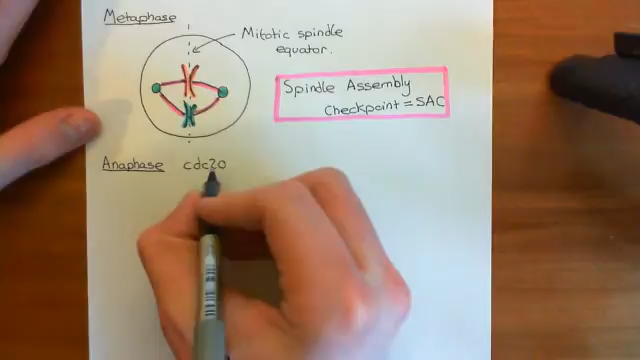 Metaphase
Mitotic spindle
equator.
Spindle Assembly
Checkpoint = SAC
Anaphase cdc20